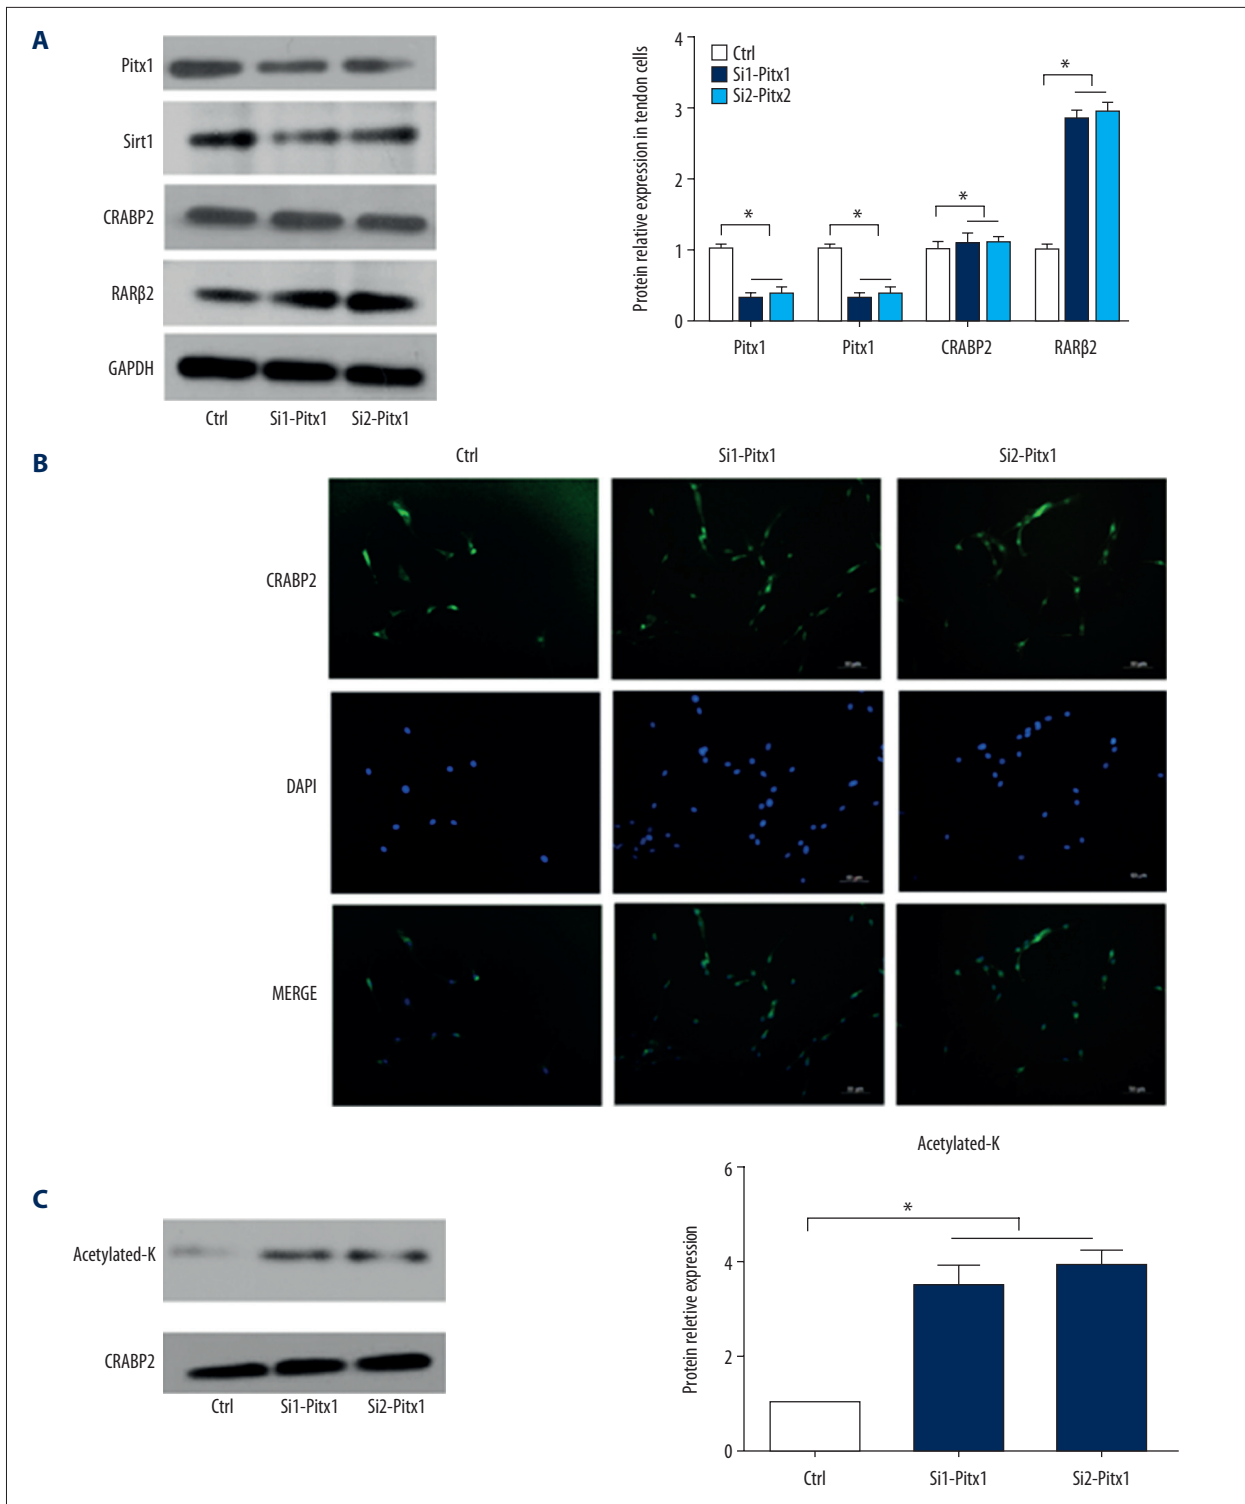 A
Pitx1
Sirt1
CRABP2
RARβ2
GAPDH
Ctrl Si1-Pitx1 Si2-Pitx1
Protein relative expression in tendon cells
4
3
2
1
0
Ctrl
Si1-Pitx1
Si2-Pitx2
* * * *
Pitx1 Pitx1 CRABP2 RARβ2
B
Ctrl Si1-Pitx1 Si2-Pitx1
CRABP2
DAPI
MERGE
C
Acetylated-K
CRABP2
Ctrl Si1-Pitx1 Si2-Pitx1
Acetylated-K
Protein reletive expression
6
4
2
0
*
Ctrl Si1-Pitx1 Si2-Pitx1